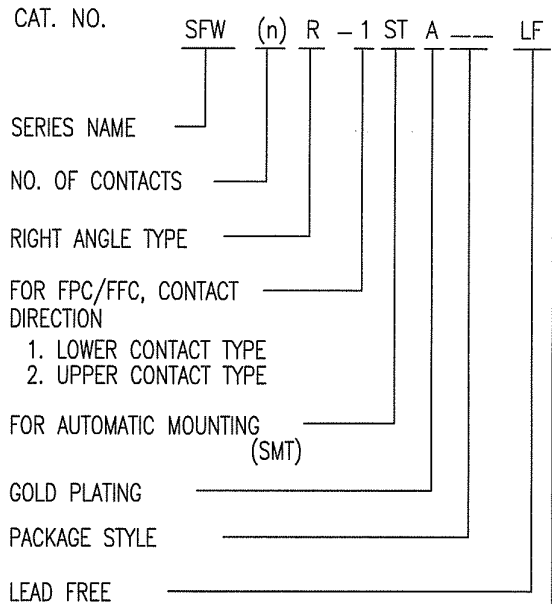 CAT. NO.
SFW (n) R - 1 ST A __ LF
SERIES NAME
NO. OF CONTACTS
RIGHT ANGLE TYPE
FOR FPC/FFC, CONTACT
DIRECTION
1. LOWER CONTACT TYPE
2. UPPER CONTACT TYPE
FOR AUTOMATIC MOUNTING
(SMT)
GOLD PLATING
PACKAGE STYLE
LEAD FREE